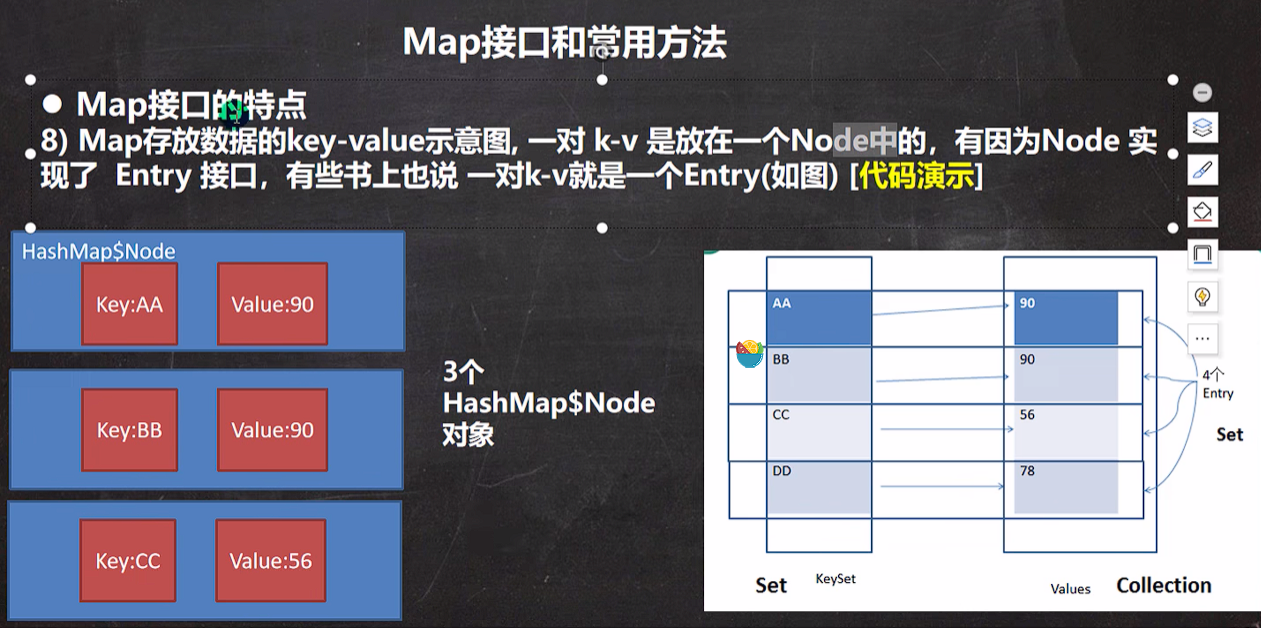 Map接口和常用方法
● Map接口的特点
8) Map存放数据的key-value示意图, 一对 k-v 是放在一个Node中的，有因为Node 实
现了 Entry 接口，有些书上也说 一对k-v就是一个Entry(如图) [代码演示]
HashMap$Node
Key:AA
Value:90
Key:BB
Value:90
Key:CC
Value:56
3个
HashMap$Node
对象
AA
90
BB
90
CC
56
DD
78
4个
Entry
Set
Set
KeySet
Values
Collection